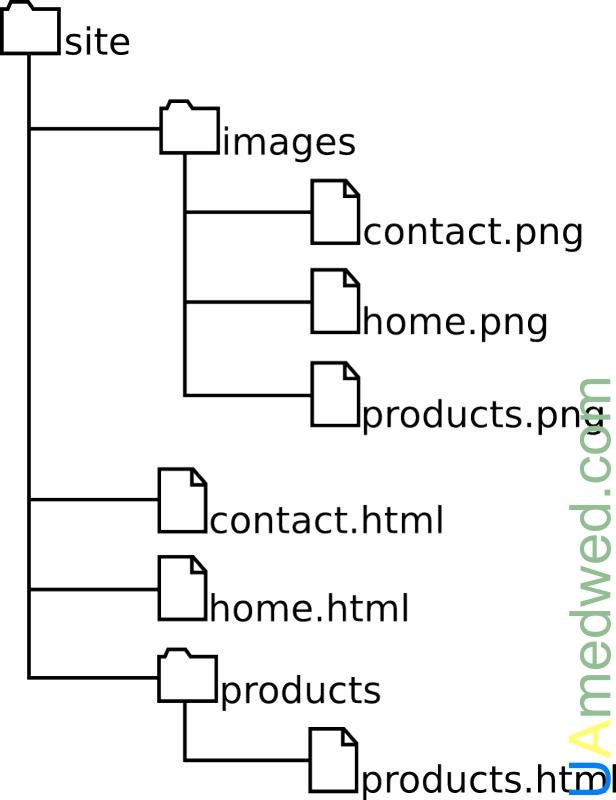 site
images
contact.png
home.png
products.png
contact.html
home.html
products
products.html
UAmedwed.com